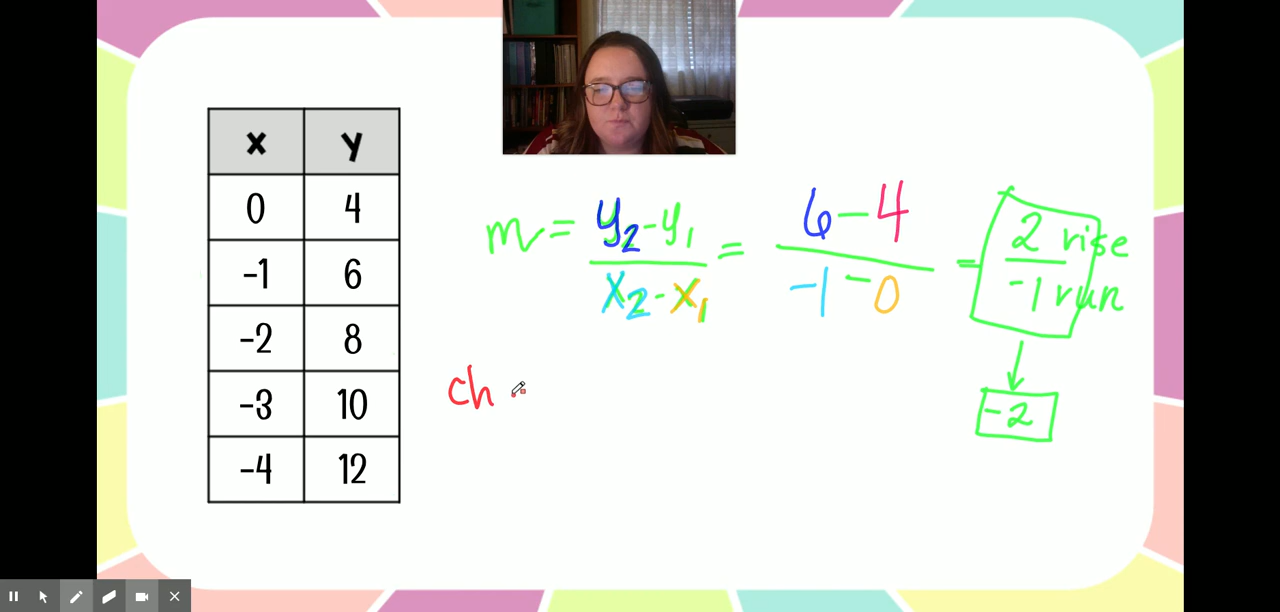 x y
0 4
-1 6
-2 8
-3 10
-4 12
m = y2 - y1 / x2 - x1 = 6 - 4 / -1 - 0 = 2 rise / -1 run
-2
ch